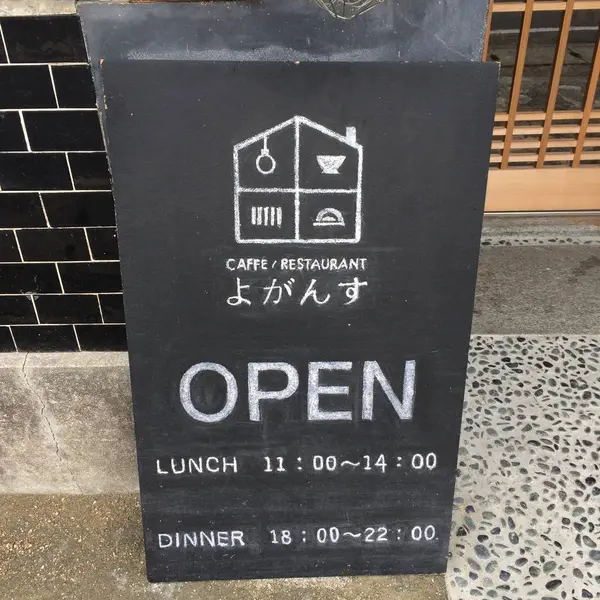 CAFFE / RESTAURANT
よがんす
OPEN
LUNCH 11：00〜14：00
DINNER 18：00〜22：00